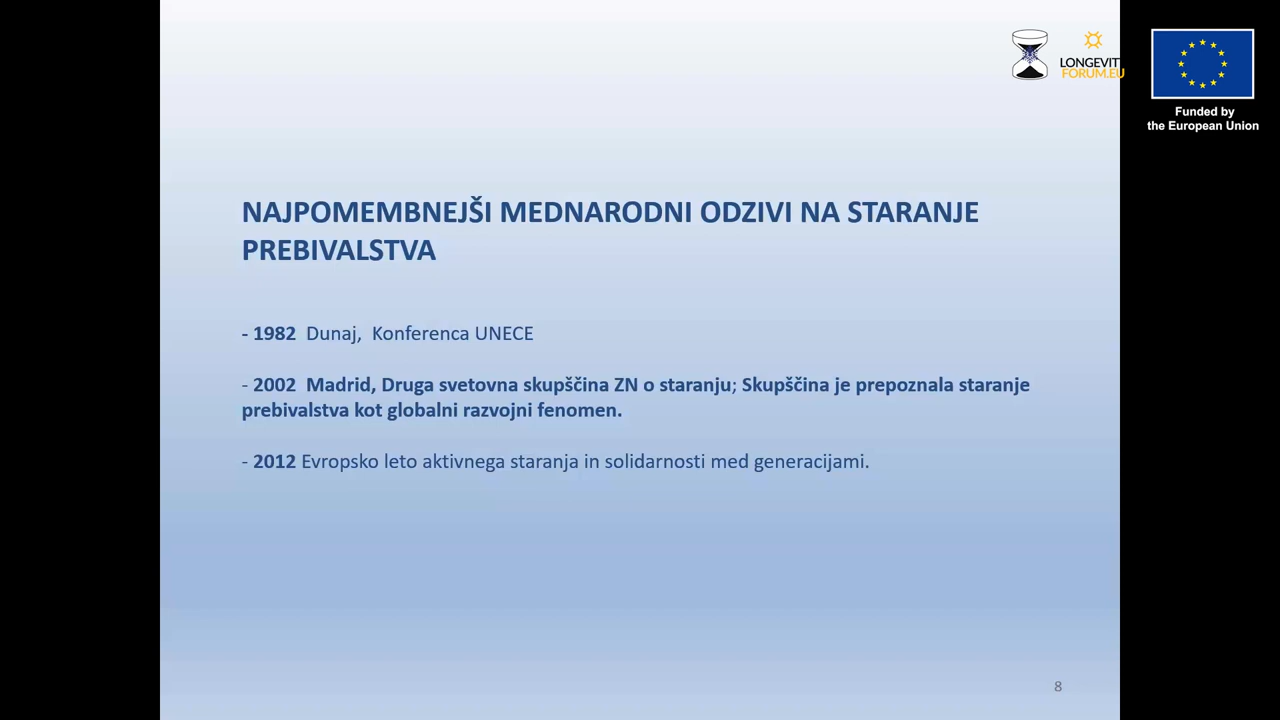 LONGEVIT
FORUM.EU
Funded by
the European Union
NAJPOMEMBNEJŠI MEDNARODNI ODZIVI NA STARANJE
PREBIVALSTVA
- 1982 Dunaj, Konferenca UNECE
- 2002 Madrid, Druga svetovna skupščina ZN o staranju; Skupščina je prepoznala staranje
prebivalstva kot globalni razvojni fenomen.
- 2012 Evropsko leto aktivnega staranja in solidarnosti med generacijami.
8